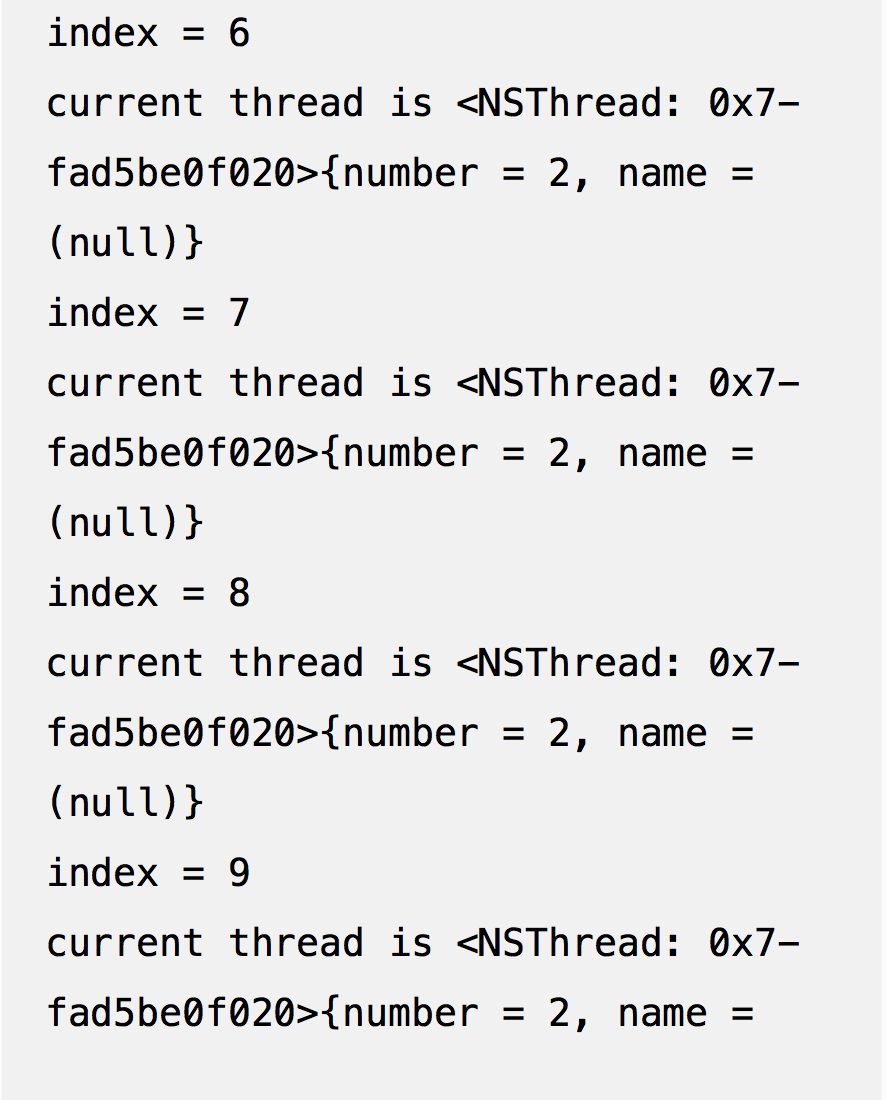 index = 6
current thread is <NSThread: 0x7-
fad5be0f020>{number = 2, name =
(null)}
index = 7
current thread is <NSThread: 0x7-
fad5be0f020>{number = 2, name =
(null)}
index = 8
current thread is <NSThread: 0x7-
fad5be0f020>{number = 2, name =
(null)}
index = 9
current thread is <NSThread: 0x7-
fad5be0f020>{number = 2, name =